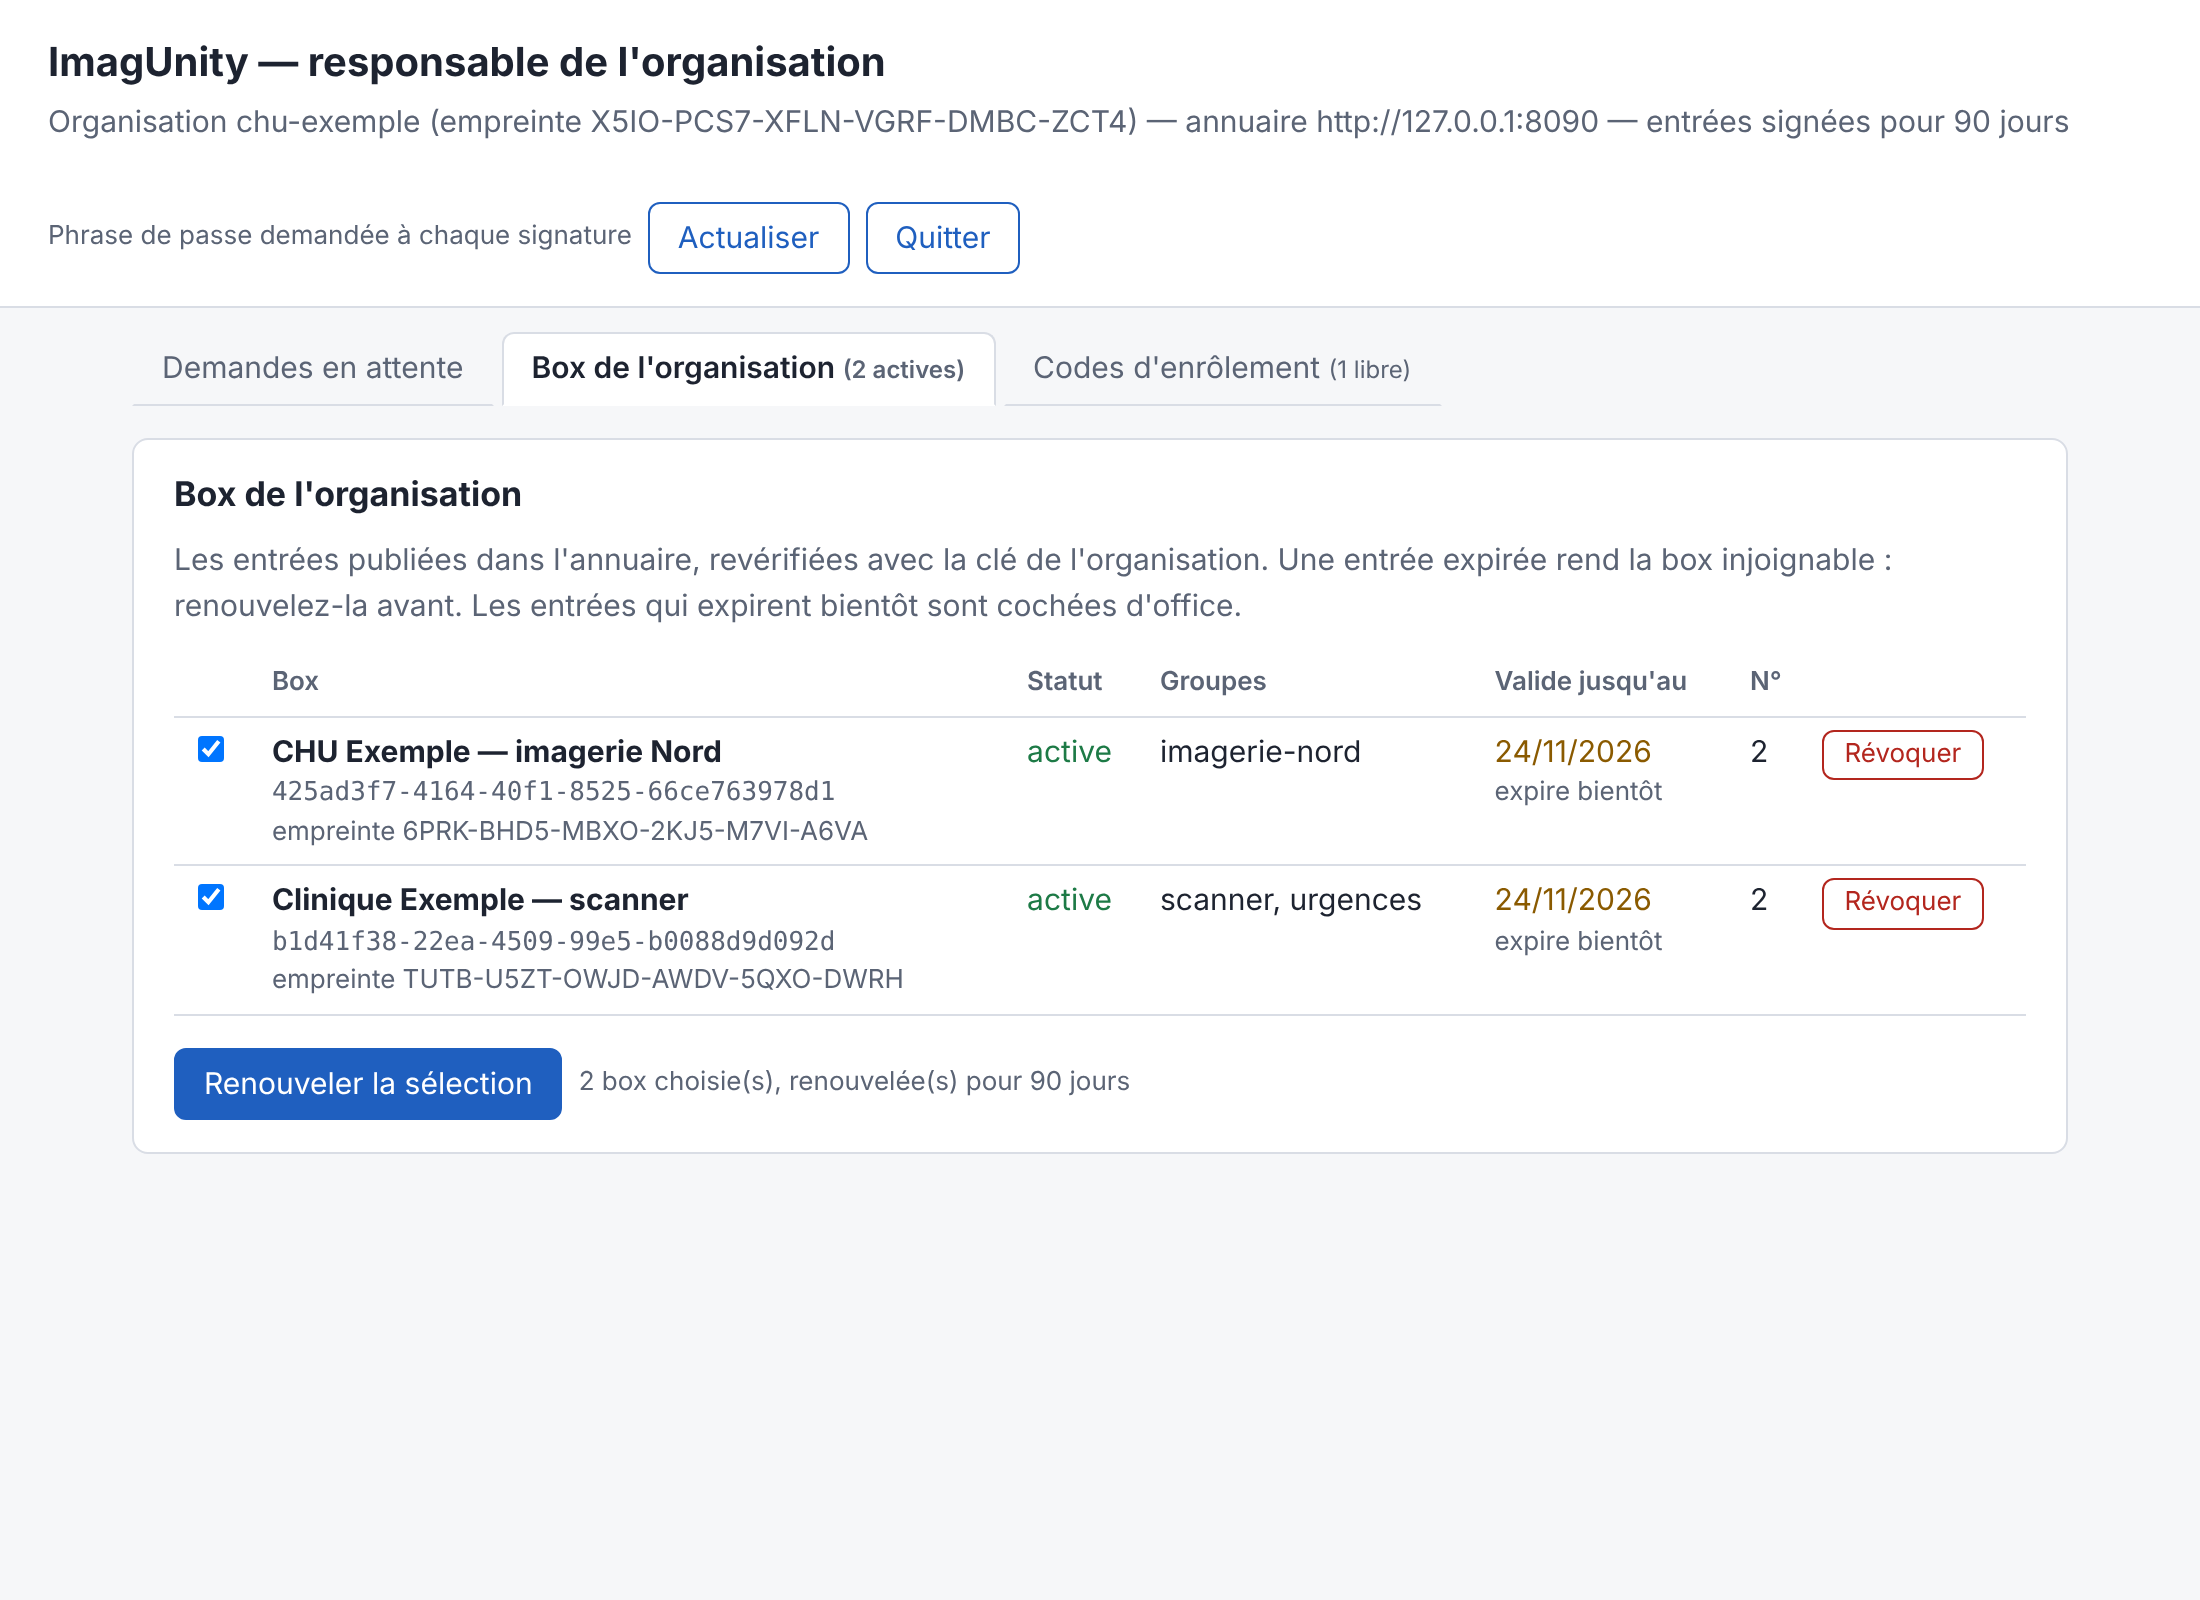 ImagUnity — responsable de l'organisation
Organisation chu-exemple (empreinte X5IO-PCS7-XFLN-VGRF-DMBC-ZCT4) — annuaire http://127.0.0.1:8090 — entrées signées pour 90 jours
Phrase de passe demandée à chaque signature Actualiser Quitter
Demandes en attente Box de l'organisation (2 actives) Codes d'enrôlement (1 libre)
Box de l'organisation
Les entrées publiées dans l'annuaire, revérifiées avec la clé de l'organisation. Une entrée expirée rend la box injoignable :
renouvelez-la avant. Les entrées qui expirent bientôt sont cochées d'office.
Box Statut Groupes Valide jusqu'au N°
CHU Exemple — imagerie Nord active imagerie-nord 24/11/2026 2 Révoquer
425ad3f7-4164-40f1-8525-66ce763978d1 expire bientôt
empreinte 6PRK-BHD5-MBXO-2KJ5-M7VI-A6VA
Clinique Exemple — scanner active scanner, urgences 24/11/2026 2 Révoquer
b1d41f38-22ea-4509-99e5-b0088d9d092d expire bientôt
empreinte TUTB-U5ZT-OWJD-AWDV-5QXO-DWRH
Renouveler la sélection 2 box choisie(s), renouvelée(s) pour 90 jours